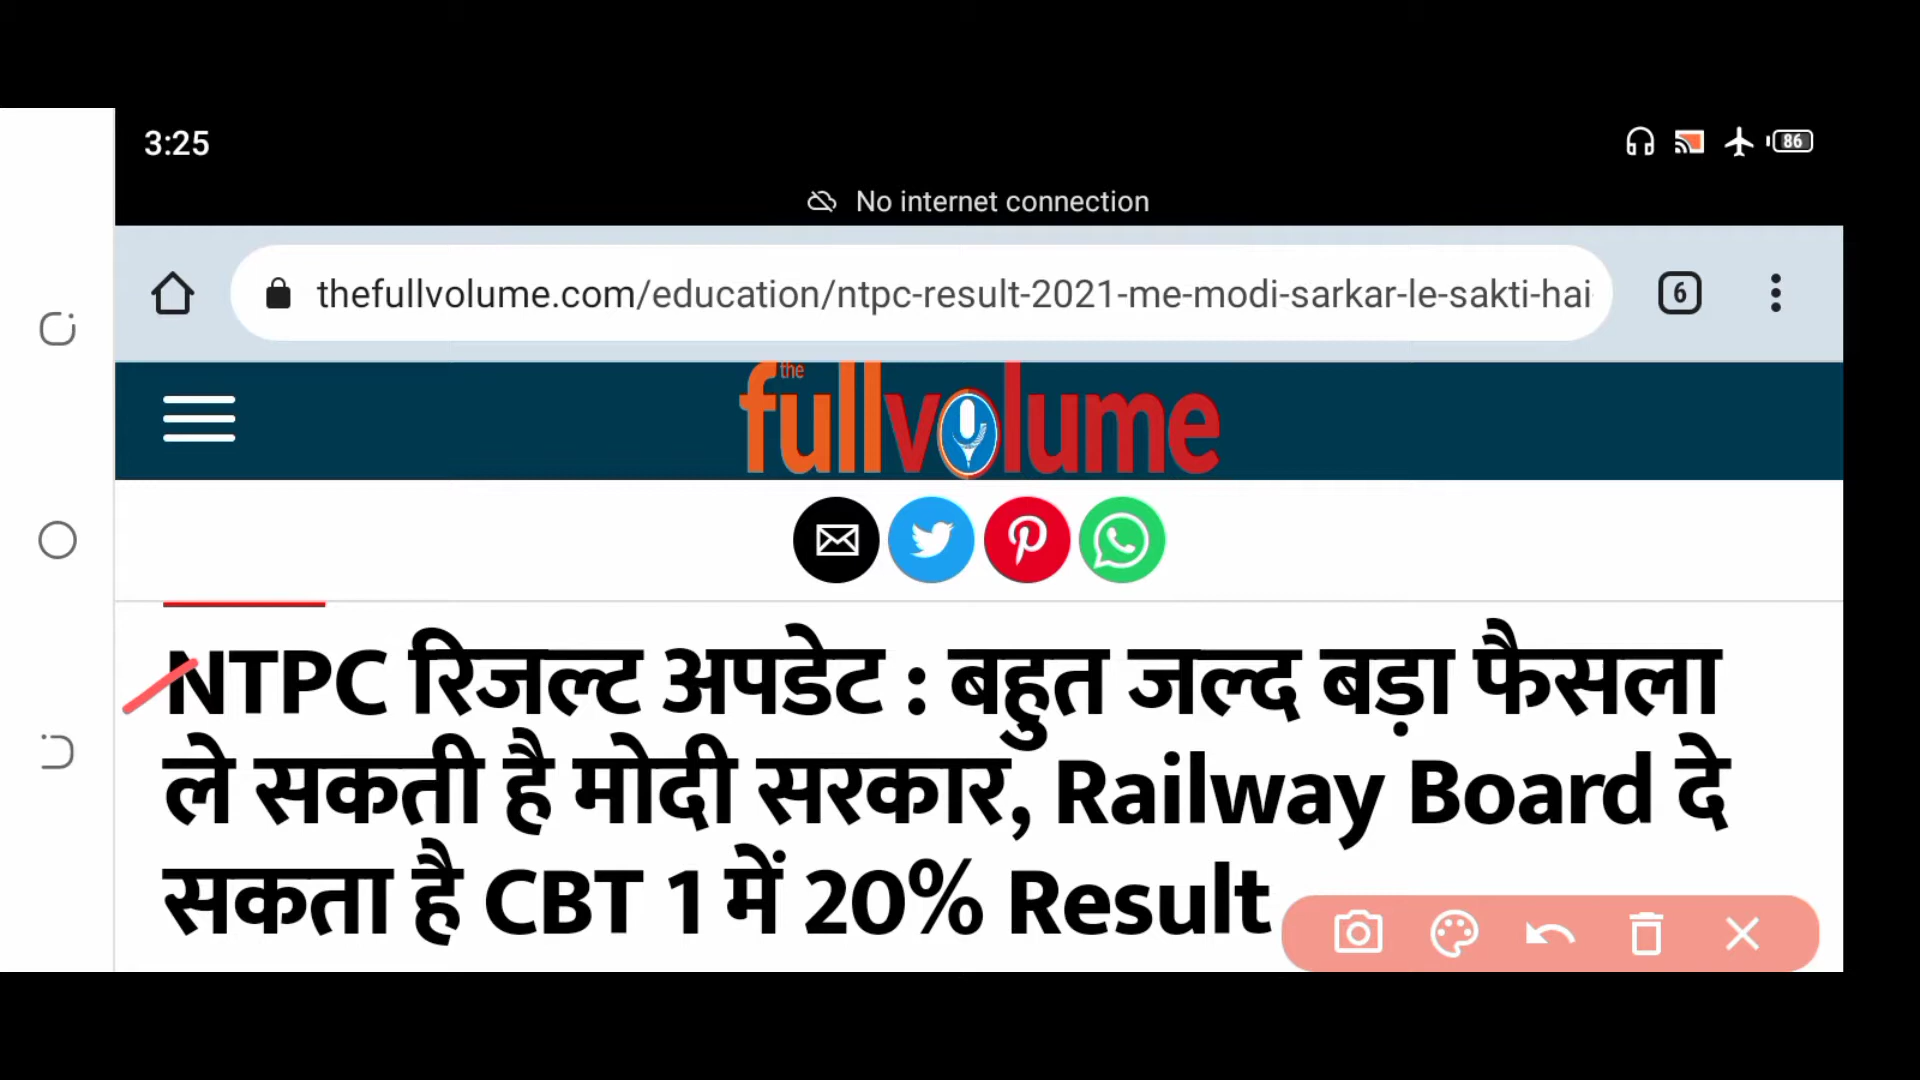 3:25
86
No internet connection
thefullvolume.com/education/ntpc-result-2021-me-modi-sarkar-le-sakti-hai
6
the
fullvolume
NTPC रिजल्ट अपडेट : बहुत जल्द बड़ा फैसला
ले सकती है मोदी सरकार, Railway Board दे
सकता है CBT 1 में 20% Result